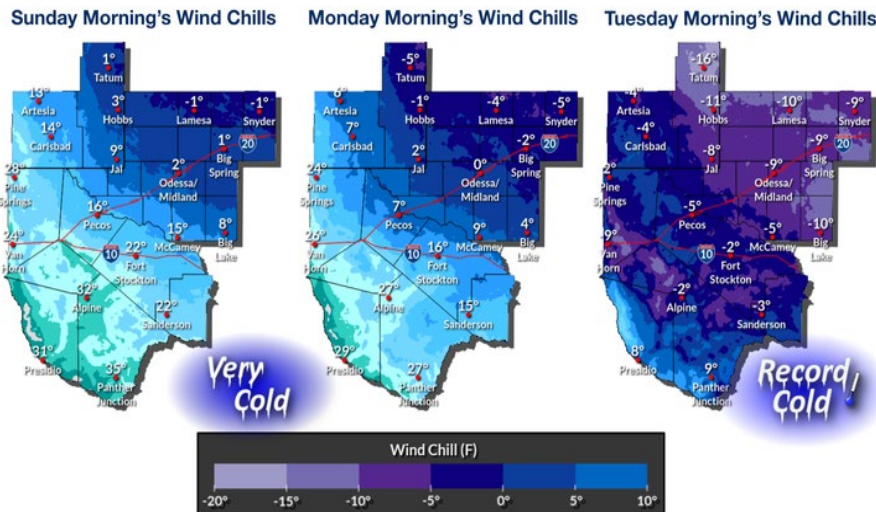 Sunday Morning's Wind Chills
1°
Tatum
13°
Artesia
3°
Hobbs
-1°
Lamesa
-1°
Snyder
14°
Carlsbad
9°
Jal
1°
Big
Spring
20
2°
Odessa/
Midland
28°
Pine
Springs
16°
Pecos
15°
McCamey
8°
Big
Lake
24°
Van
Horn
10
22°
Fort
Stockton
32°
Alpine
22°
Sanderson
31°
Presidio
35°
Panther
Junction
Very
Cold
Monday Morning's Wind Chills
-5°
Tatum
6°
Artesia
-1°
Hobbs
-4°
Lamesa
-5°
Snyder
7°
Carlsbad
2°
Jal
-2°
Big
Spring
20
0°
Odessa/
Midland
24°
Pine
Springs
7°
Pecos
9°
McCamey
4°
Big
Lake
26°
Van
Horn
10
16°
Fort
Stockton
27°
Alpine
15°
Sanderson
29°
Presidio
27°
Panther
Junction
Tuesday Morning's Wind Chills
-16°
Tatum
-4°
Artesia
-11°
Hobbs
-10°
Lamesa
-9°
Snyder
-4°
Carlsbad
-8°
Jal
-9°
Big
Spring
20
-9°
Odessa/
Midland
2°
Pine
Springs
-5°
Pecos
-5°
McCamey
-10°
Big
Lake
9°
Van
Horn
10
-2°
Fort
Stockton
-2°
Alpine
-3°
Sanderson
8°
Presidio
9°
Panther
Junction
Record
Cold!
Wind Chill (F)
-20° -15° -10° -5° 0° 5° 10°